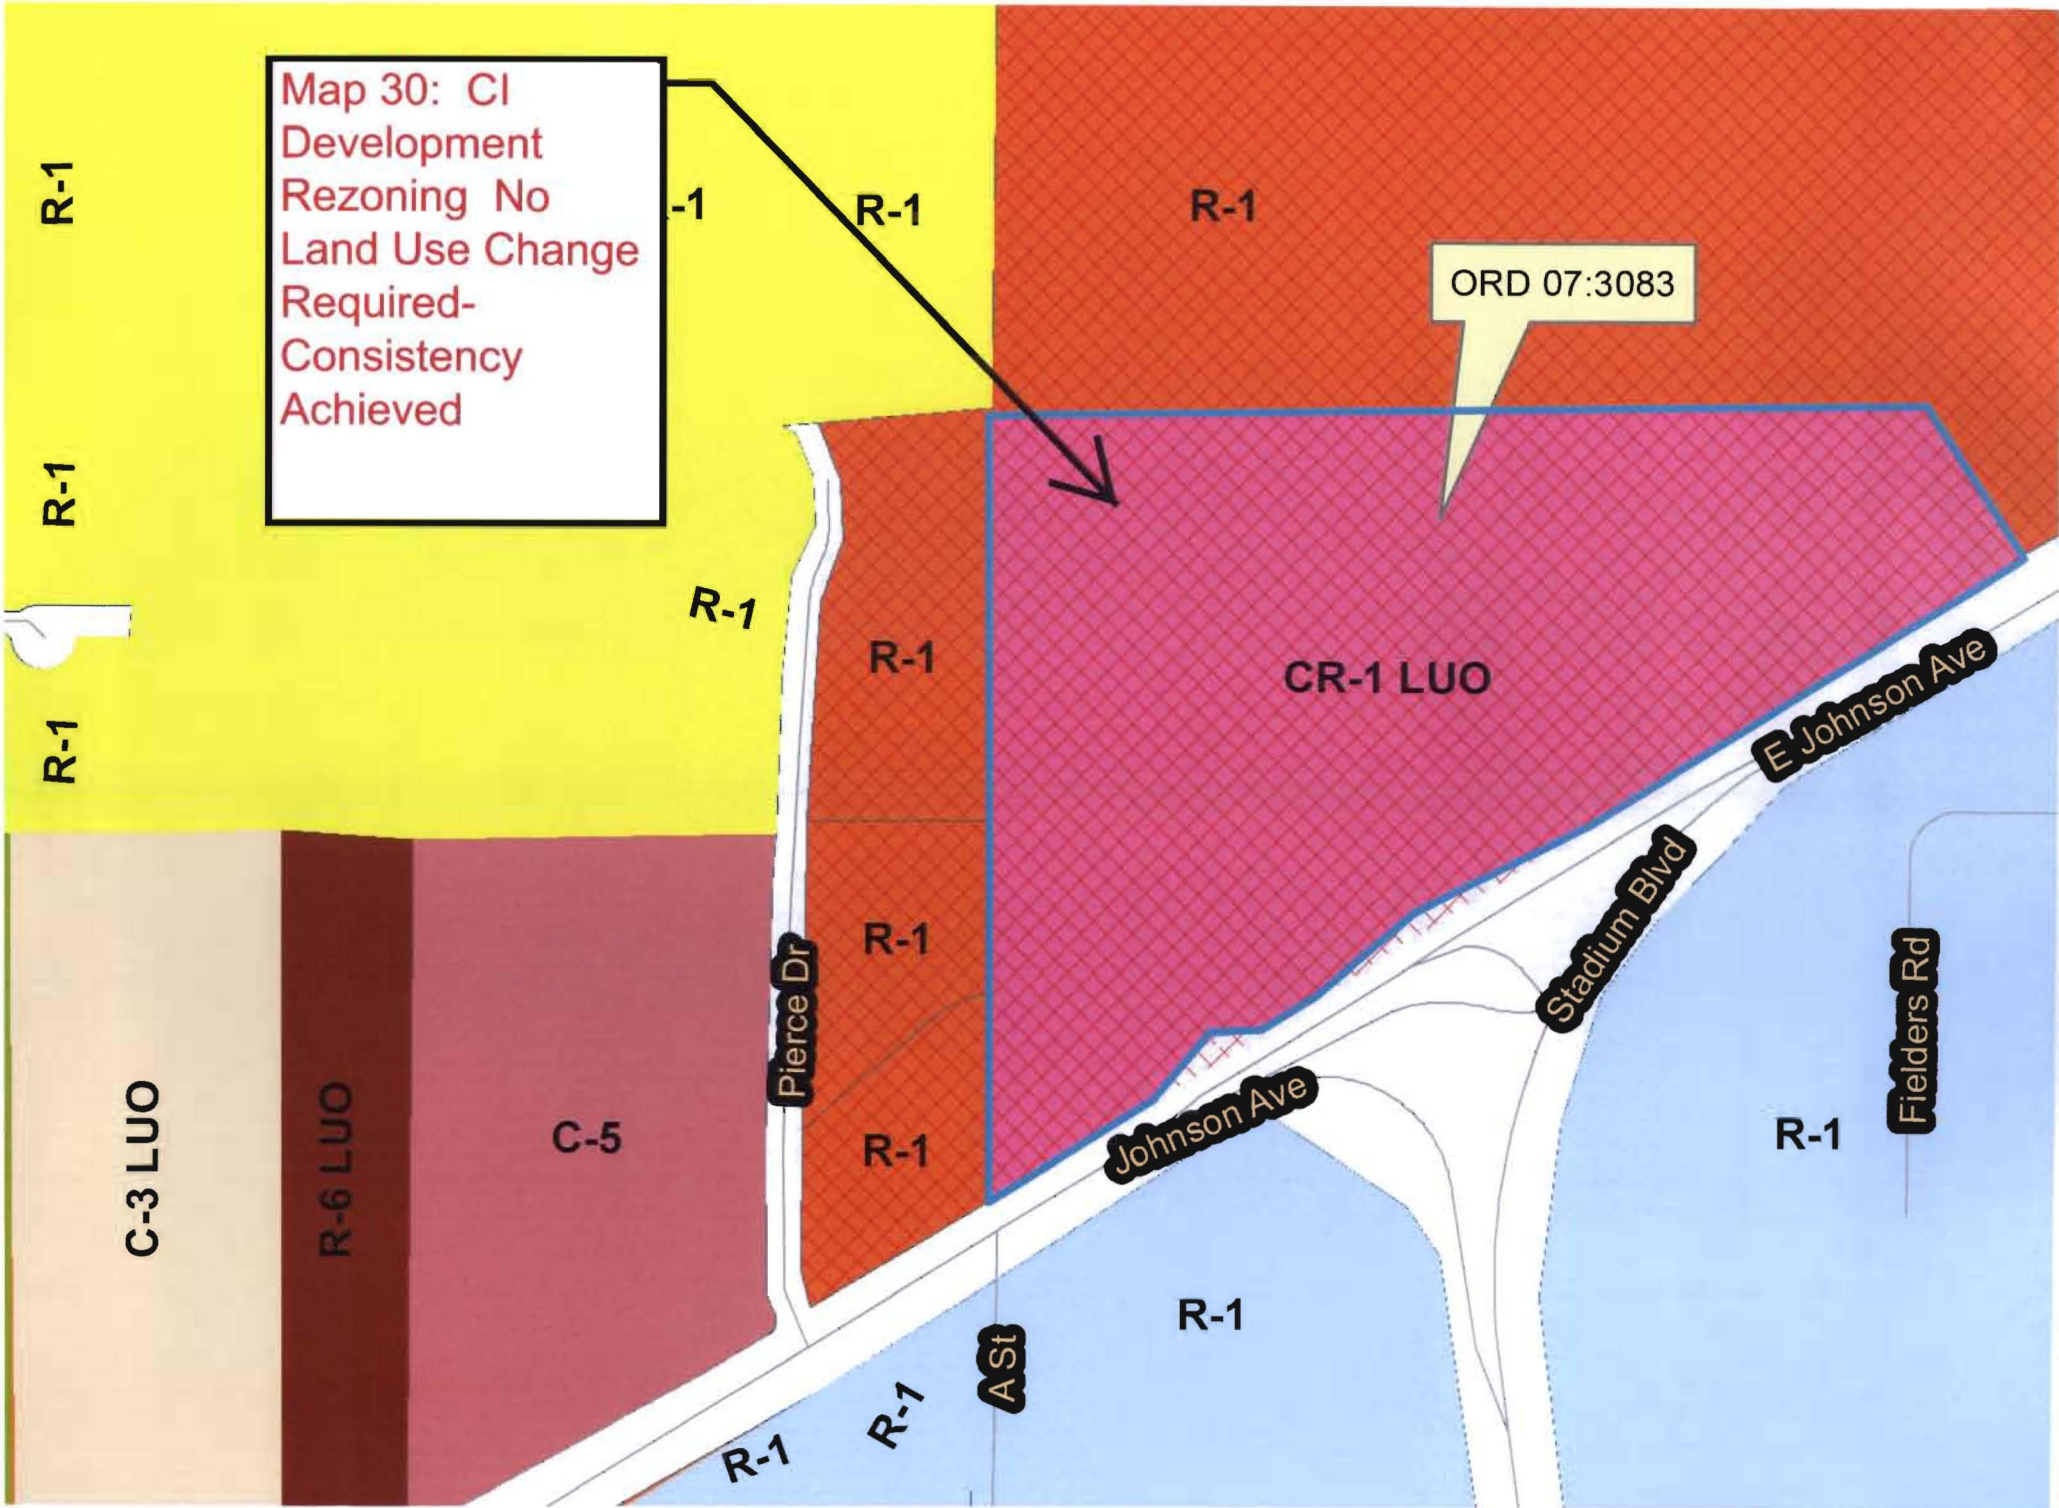 Map 30: CI
Development
Rezoning No
Land Use Change
Required-
Consistency
Achieved
R-1
-1
R-1
R-1
ORD 07:3083
R-1
R-1
R-1
CR-1 LUO
E Johnson Ave
R-1
Stadium Blvd
R-1
Pierce Dr
Fielders Rd
Johnson Ave
R-1
C-3 LUO
R-6 LUO
C-5
R-1
R-1
A St
R-1
R-1